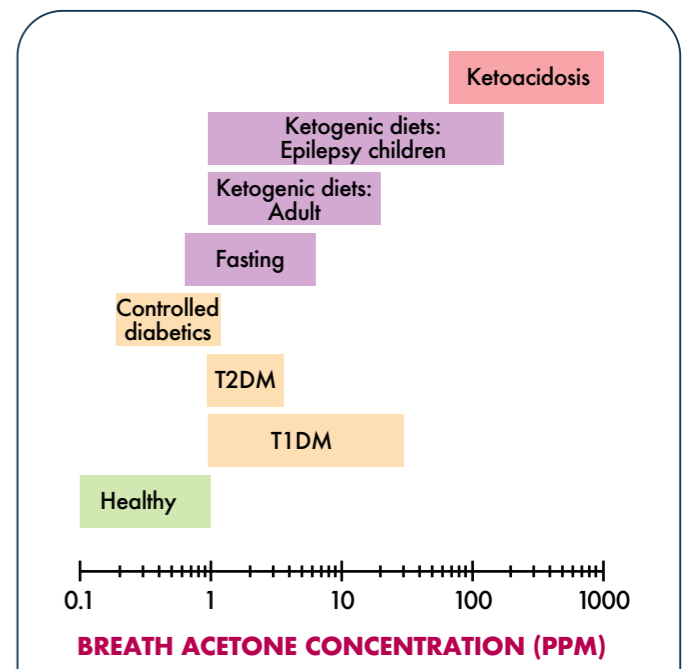 Ketoacidosis
Ketogenic diets:
Epilepsy children
Ketogenic diets:
Adult
Fasting
Controlled
diabetics
T2DM
T1DM
Healthy
0.1 1 10 100 1000
BREATH ACETONE CONCENTRATION (PPM)